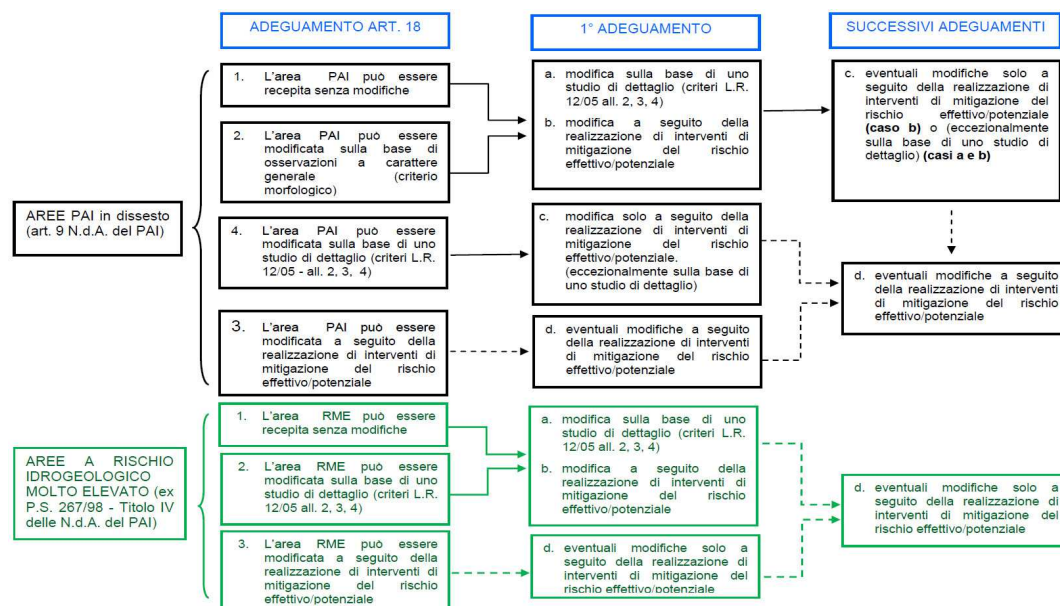 ADEGUAMENTO ART. 18
1° ADEGUAMENTO
SUCCESSIVI ADEGUAMENTI
AREE PAI in dissesto
(art. 9 N.d.A. del PAI)
1. L'area PAI può essere
recepita senza modifiche
2. L'area PAI può essere
modificata sulla base di
osservazioni a carattere
generale (criterio
morfologico)
4. L'area PAI può essere
modificata sulla base di uno
studio di dettaglio (criteri L.R.
12/05 - all. 2, 3, 4)
3. L'area PAI può essere
modificata a seguito della
realizzazione di interventi di
mitigazione del rischio
effettivo/potenziale
a. modifica sulla base di uno
studio di dettaglio (criteri L.R.
12/05 all. 2, 3, 4)
b. modifica a seguito della
realizzazione di interventi di
mitigazione del rischio
effettivo/potenziale
c. modifica solo a seguito della
realizzazione di interventi di
mitigazione del rischio
effettivo/potenziale.
(eccezionalmente sulla base di
uno studio di dettaglio)
d. eventuali modifiche a seguito
della realizzazione di interventi
di mitigazione del rischio
effettivo/potenziale
c. eventuali modifiche solo a
seguito della realizzazione di
interventi di mitigazione del
rischio effettivo/potenziale
(caso b) o (eccezionalmente
sulla base di uno studio di
dettaglio) (casi a e b)
d. eventuali modifiche a seguito
della realizzazione di interventi
di mitigazione del rischio
effettivo/potenziale
AREE A RISCHIO
IDROGEOLOGICO
MOLTO ELEVATO (ex
P.S. 267/98 - Titolo IV
delle N.d.A. del PAI)
1. L'area RME può essere
recepita senza modifiche
2. L'area RME può essere
modificata sulla base di uno
studio di dettaglio (criteri L.R.
12/05 all. 2, 3, 4)
3. L'area RME può essere
modificata a seguito della
realizzazione di interventi di
mitigazione del rischio
effettivo/potenziale
a. modifica sulla base di uno
studio di dettaglio (criteri L.R.
12/05 all. 2, 3, 4)
b. modifica a seguito della
realizzazione di interventi di
mitigazione del rischio
effettivo/potenziale
d. eventuali modifiche solo a
seguito della realizzazione di
interventi di mitigazione del
rischio effettivo/potenziale
d. eventuali modifiche solo a
seguito della realizzazione di
interventi di mitigazione del
rischio effettivo/potenziale